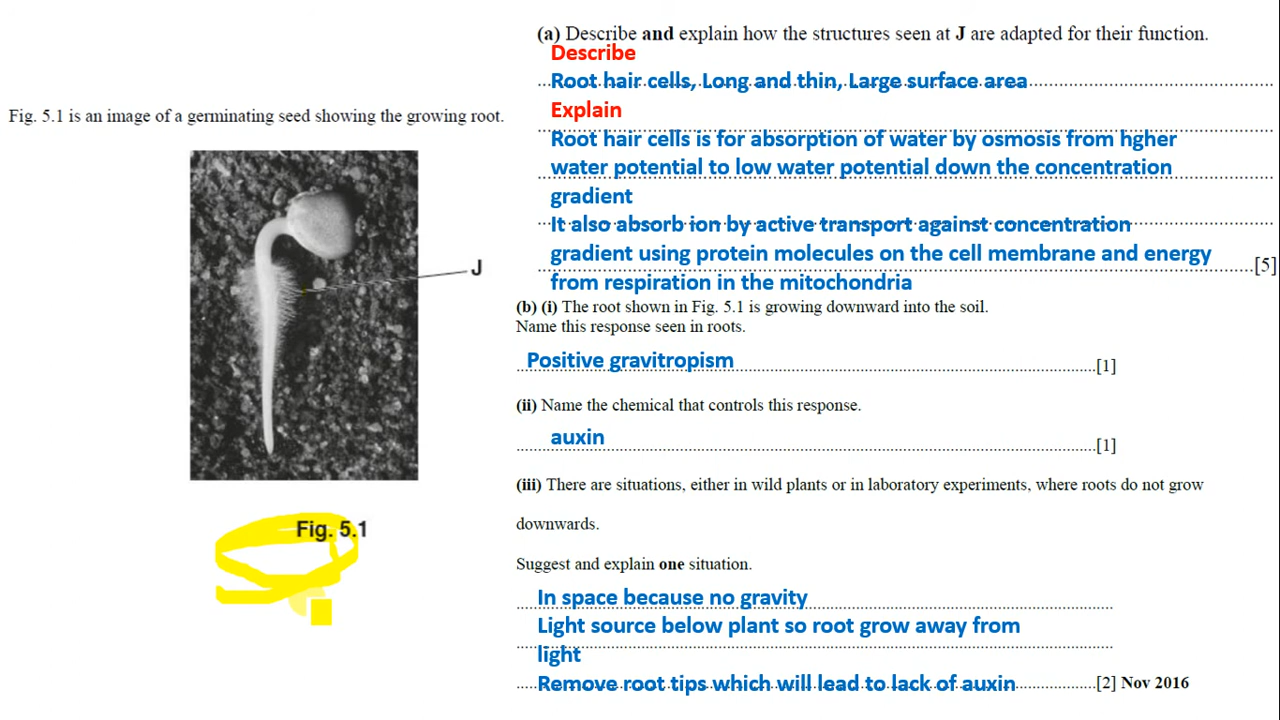 (a) Describe and explain how the structures seen at J are adapted for their function.
Describe
Root hair cells, Long and thin, Large surface area
Explain
Fig. 5.1 is an image of a germinating seed showing the growing root.
Root hair cells is for absorption of water by osmosis from hgher
water potential to low water potential down the concentration
gradient
It also absorb ion by active transport against concentration
gradient using protein molecules on the cell membrane and energy
[5]
from respiration in the mitochondria
J
(b) (i) The root shown in Fig. 5.1 is growing downward into the soil.
Name this response seen in roots.
Positive gravitropism
[1]
(ii) Name the chemical that controls this response.
auxin
[1]
(iii) There are situations, either in wild plants or in laboratory experiments, where roots do not grow
downwards.
Fig. 5.1
Suggest and explain one situation.
In space because no gravity
Light source below plant so root grow away from
light
Remove root tips which will lead to lack of auxin
[2] Nov 2016